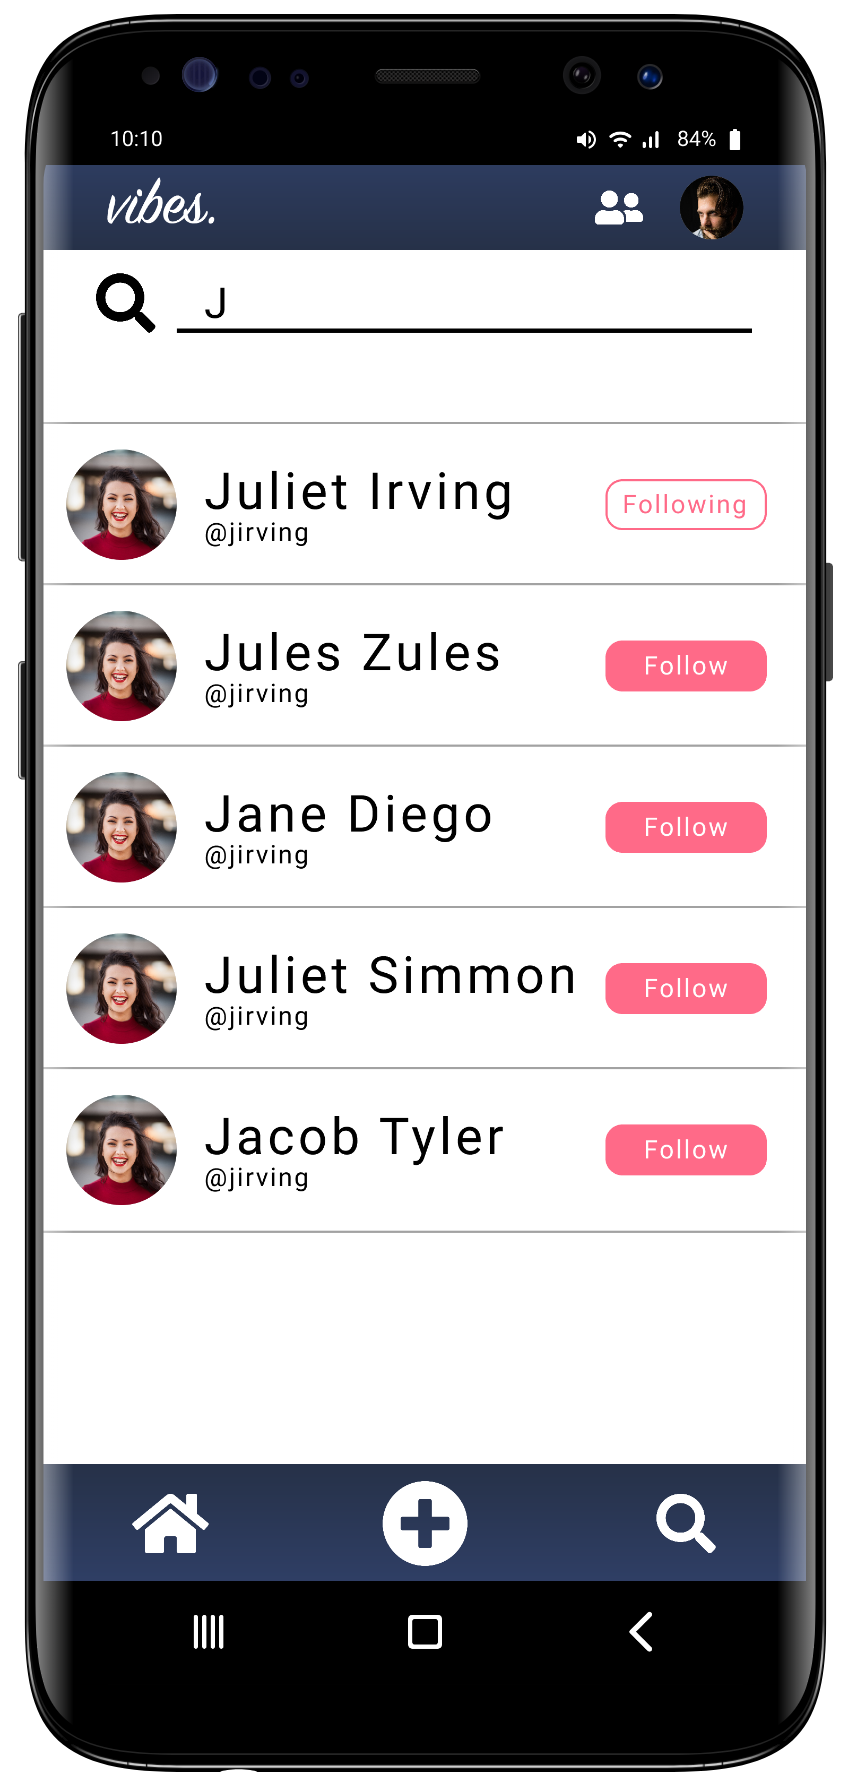 10:10
84%
vibes.
J
Juliet Irving
@jirving
Following
Jules Zules
@jirving
Follow
Jane Diego
@jirving
Follow
Juliet Simmon
@jirving
Follow
Jacob Tyler
@jirving
Follow